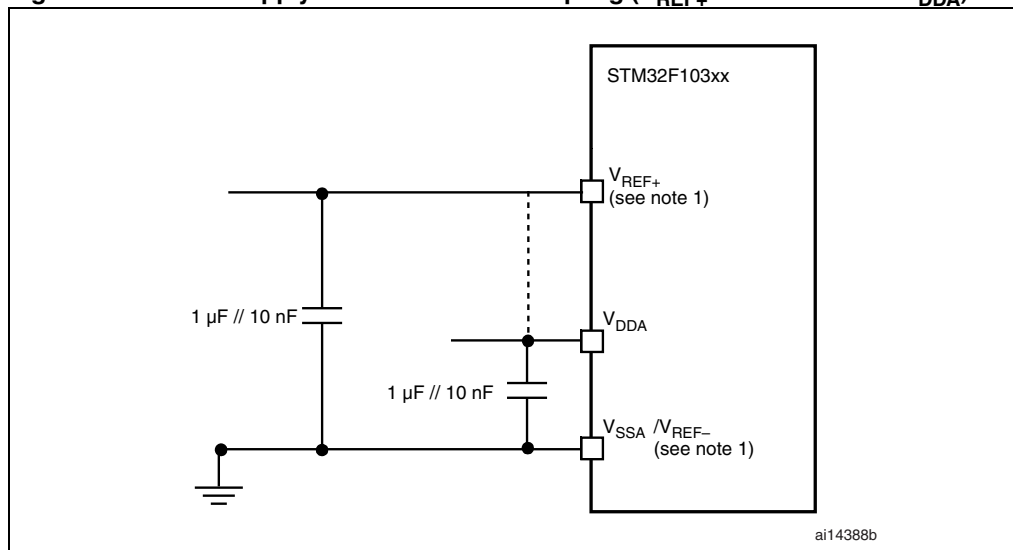 STM32F103xx
VREF+
(see note 1)
1 µF // 10 nF
VDDA
1 µF // 10 nF
VSSA /VREF–
(see note 1)
ai14388b